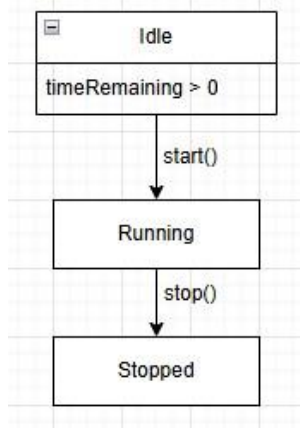 Idle
timeRemaining > 0
start()
Running
stop()
Stopped